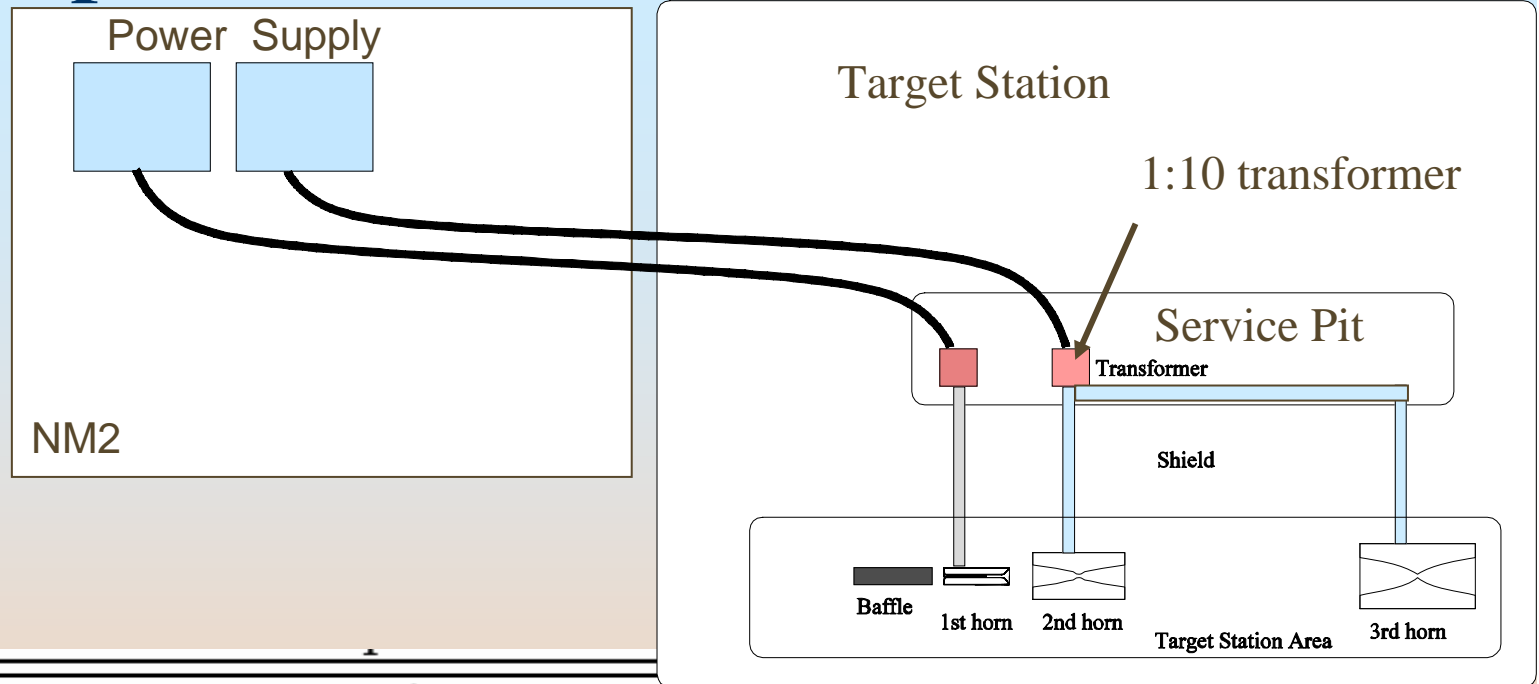 Power Supply
Target Station
1:10 transformer
Service Pit
Transformer
NM2
Shield
Baffle
1st horn
2nd horn
3rd horn
Target Station Area